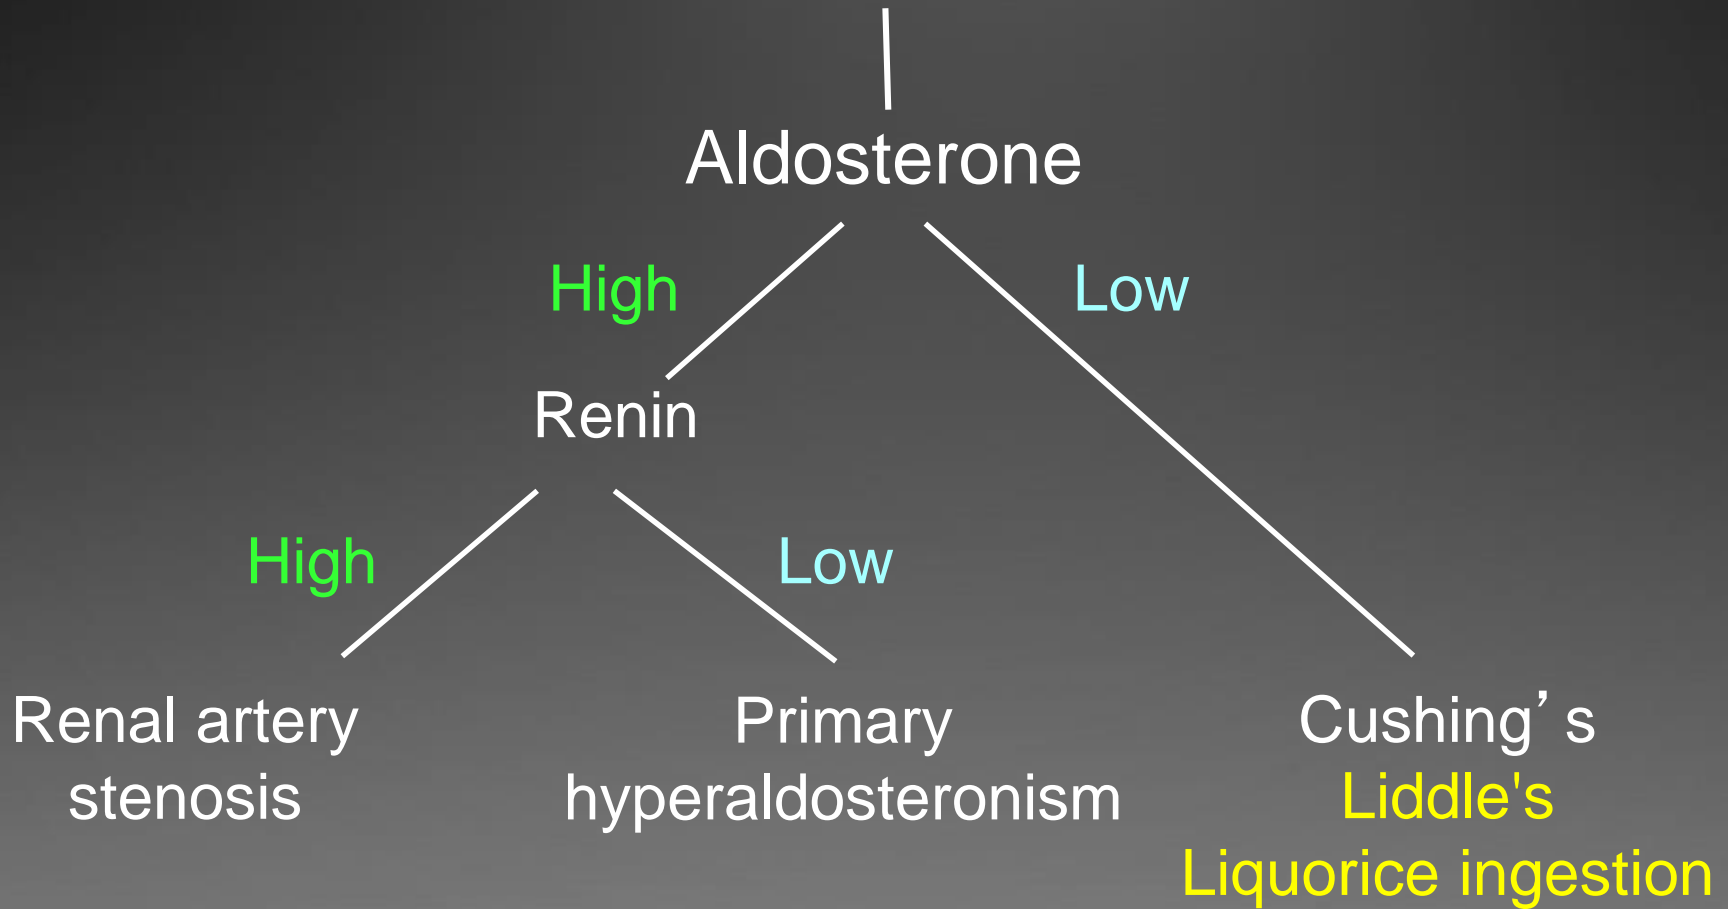 Aldosterone
High
Low
Renin
High
Low
Renal artery
stenosis
Primary
hyperaldosteronism
Cushing’s
Liddle's
Liquorice ingestion